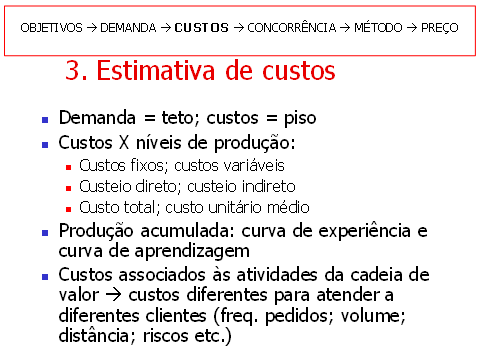 OBJETIVOS → DEMANDA → CUSTOS → CONCORRÊNCIA → MÉTODO → PREÇO
3. Estimativa de custos
Demanda = teto; custos = piso
Custos X níveis de produção:
Custos fixos; custos variáveis
Custeio direto; custeio indireto
Custo total; custo unitário médio
Produção acumulada: curva de experiência e
curva de aprendizagem
Custos associados às atividades da cadeia de
valor → custos diferentes para atender a
diferentes clientes (freq. pedidos; volume;
distância; riscos etc.)